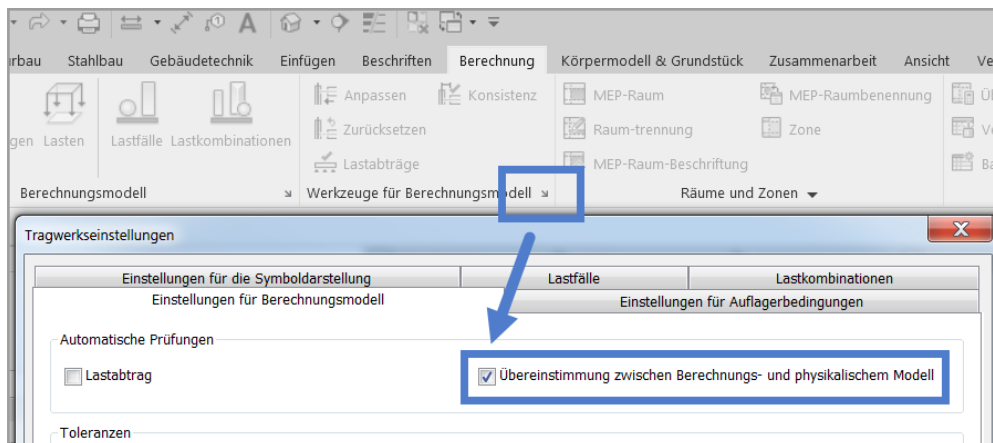 rbau Stahlbau Gebäudetechnik Einfügen Beschriften Berechnung Körpermodell & Grundstück Zusammenarbeit Ansicht Ve
Anpassen Konsistenz MEP-Raum MEP-Raumbenennung Ü
gen Lasten Lastfälle Lastkombinationen Zurücksetzen Raum-trennung Zone V
Lastabträge MEP-Raum-Beschriftung Ba
Berechnungsmodell Werkzeuge für Berechnungsmodell Räume und Zonen
Tragwerkseinstellungen
Einstellungen für die Symboldarstellung Lastfälle Lastkombinationen
Einstellungen für Berechnungsmodell Einstellungen für Auflagerbedingungen
Automatische Prüfungen
Lastabtrag Übereinstimmung zwischen Berechnungs- und physikalischem Modell
Toleranzen